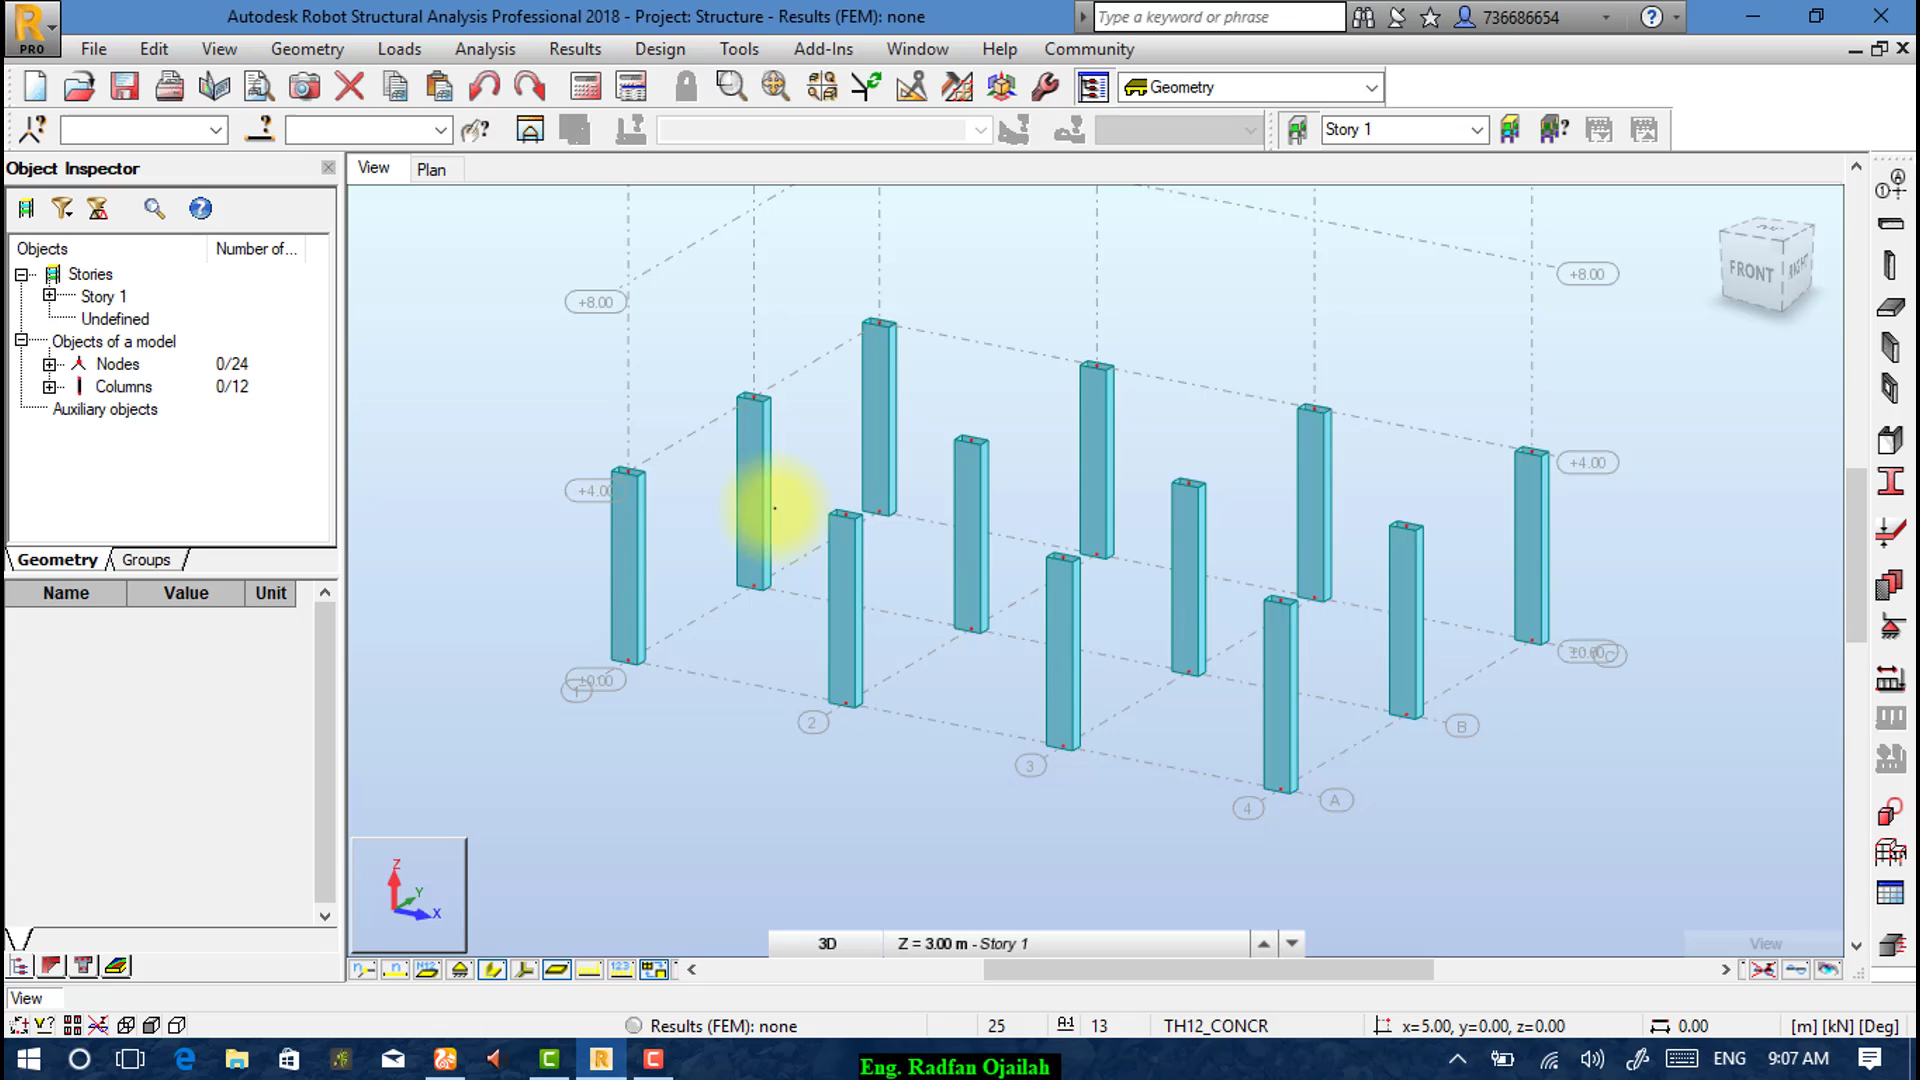 Autodesk Robot Structural Analysis Professional 2018 - Project: Structure - Results (FEM): none
Type a keyword or phrase
736686654
PRO
File Edit View Geometry Loads Analysis Results Design Tools Add-Ins Window Help Community
Geometry
Story 1
Object Inspector
View Plan
Objects Number of...
Stories
Story 1
Undefined
Objects of a model
Nodes 0/24
Columns 0/12
Auxiliary objects
Geometry Groups
Name Value Unit
FRONT RIGHT
+8.00 +8.00
+4.00 +4.00
±0.00 ±0.00
1 2 3 4
A B C
Z
Y
X
3D Z = 3.00 m - Story 1
View
View
Results (FEM): none 25 13 TH12_CONCR x=5.00, y=0.00, z=0.00 0.00 [m] [kN] [Deg]
Eng. Radfan Ojailah
ENG 9:07 AM